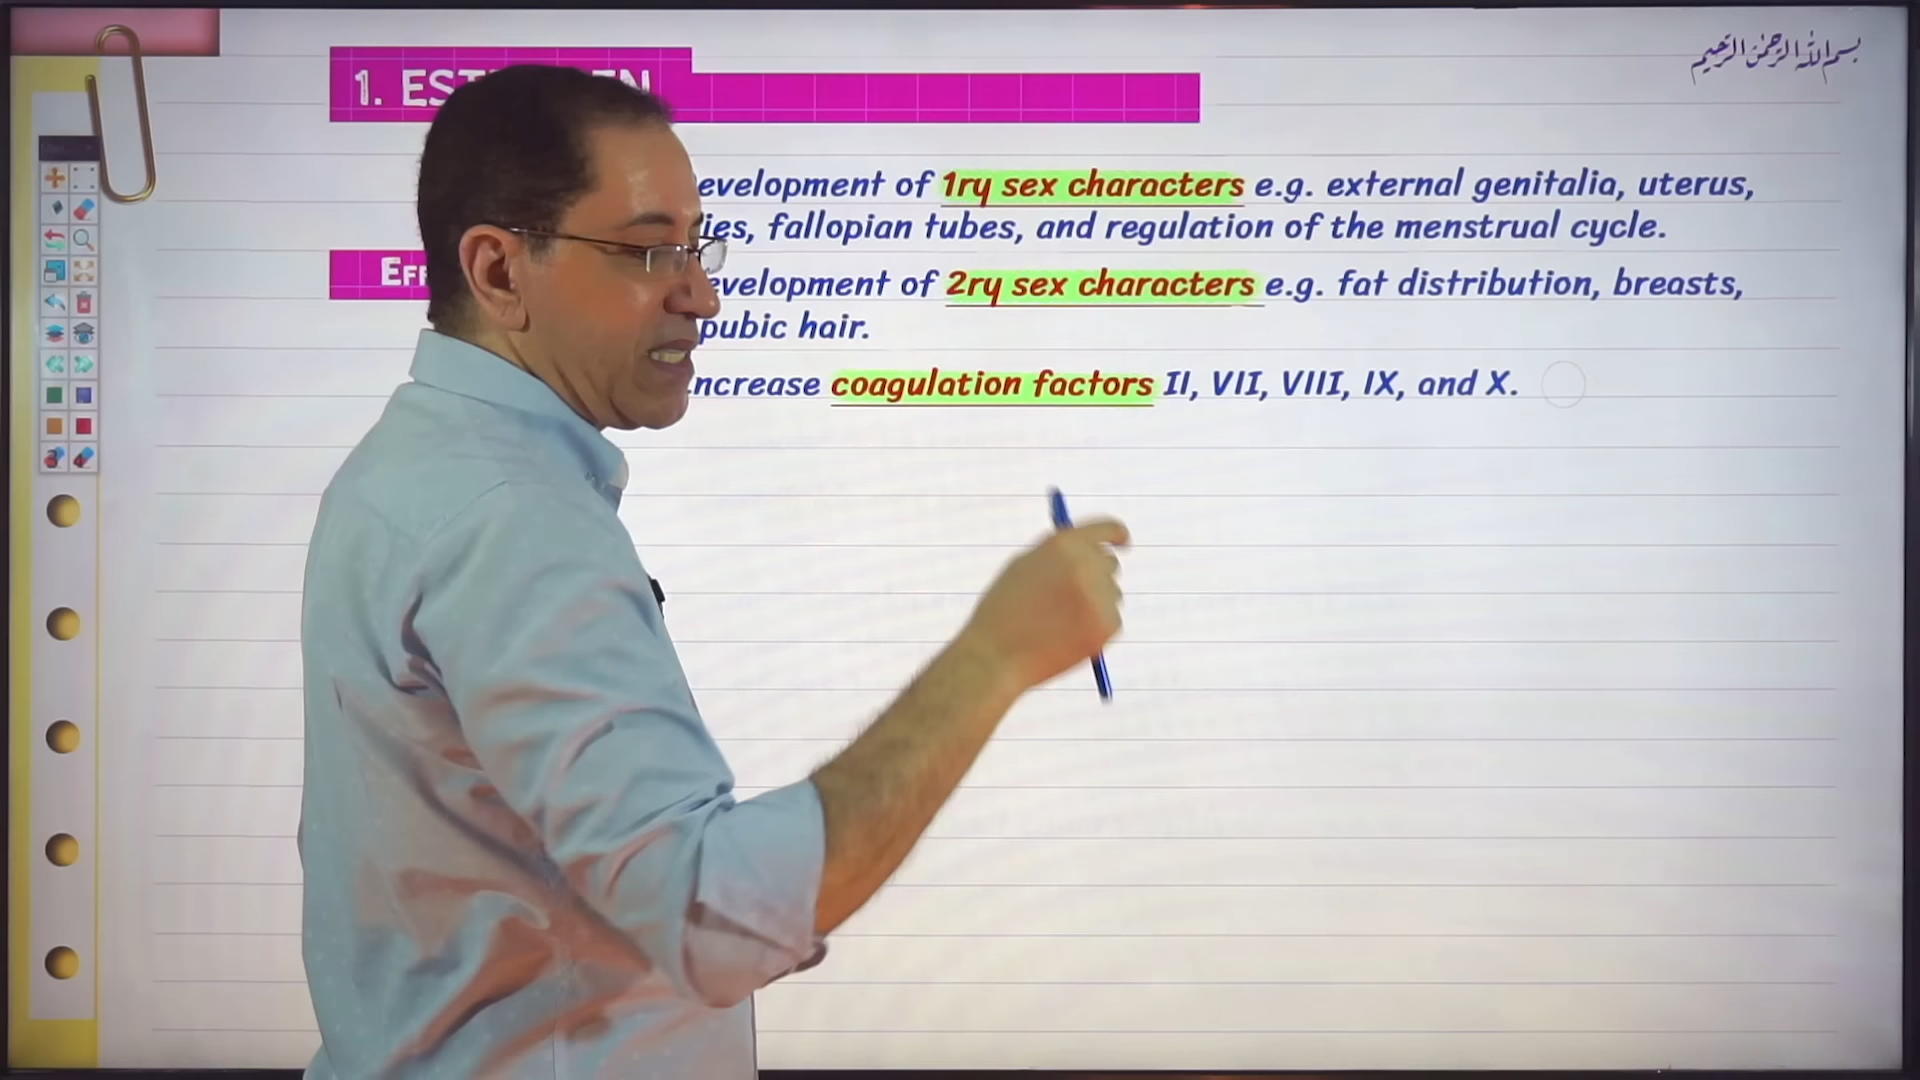 بسم الله الرحمن الرحيم
1. ES EN
evelopment of 1ry sex characters e.g. external genitalia, uterus,
ies, fallopian tubes, and regulation of the menstrual cycle.
EFF
evelopment of 2ry sex characters e.g. fat distribution, breasts,
pubic hair.
ncrease coagulation factors II, VII, VIII, IX, and X.